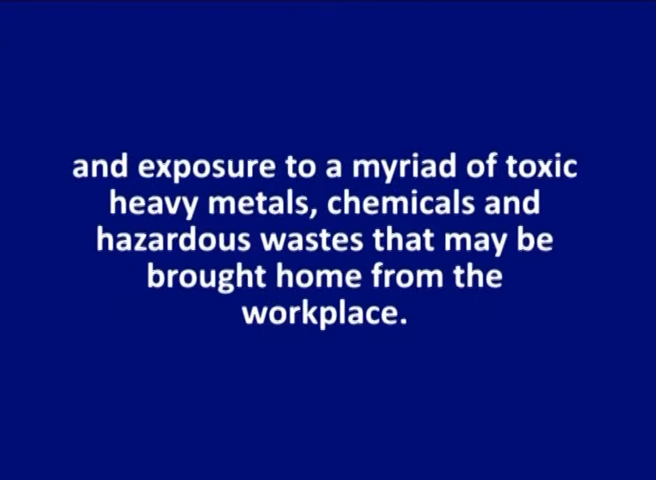 and exposure to a myriad of toxic
heavy metals, chemicals and
hazardous wastes that may be
brought home from the
workplace.